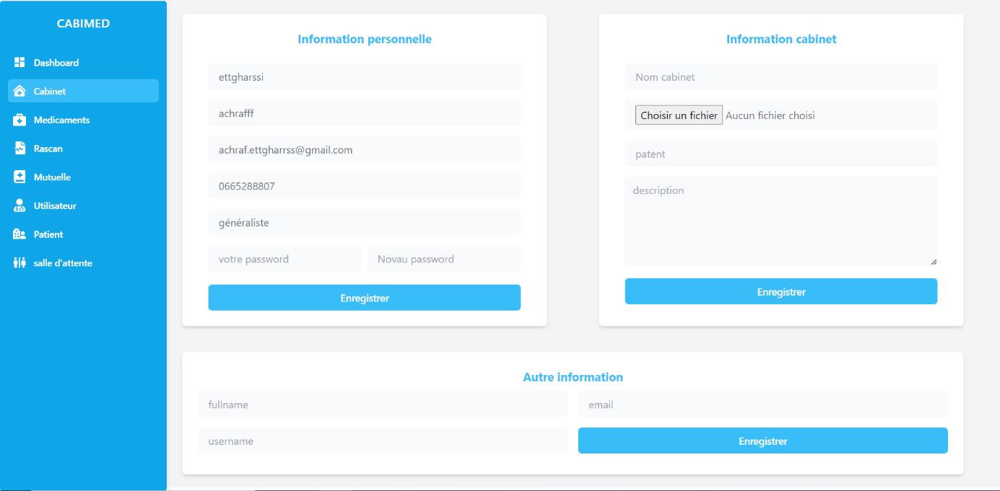 CABIMED
Dashboard
Cabinet
Medicaments
Rascan
Mutuelle
Utilisateur
Patient
salle d'attente
Information personnelle
ettgharssi
achrafff
achraf.ettgharrss@gmail.com
0665288807
généraliste
votre password Novau password
Enregistrer
Information cabinet
Nom cabinet
Choisir un fichier Aucun fichier choisi
patent
description
Enregistrer
Autre information
fullname email
username Enregistrer